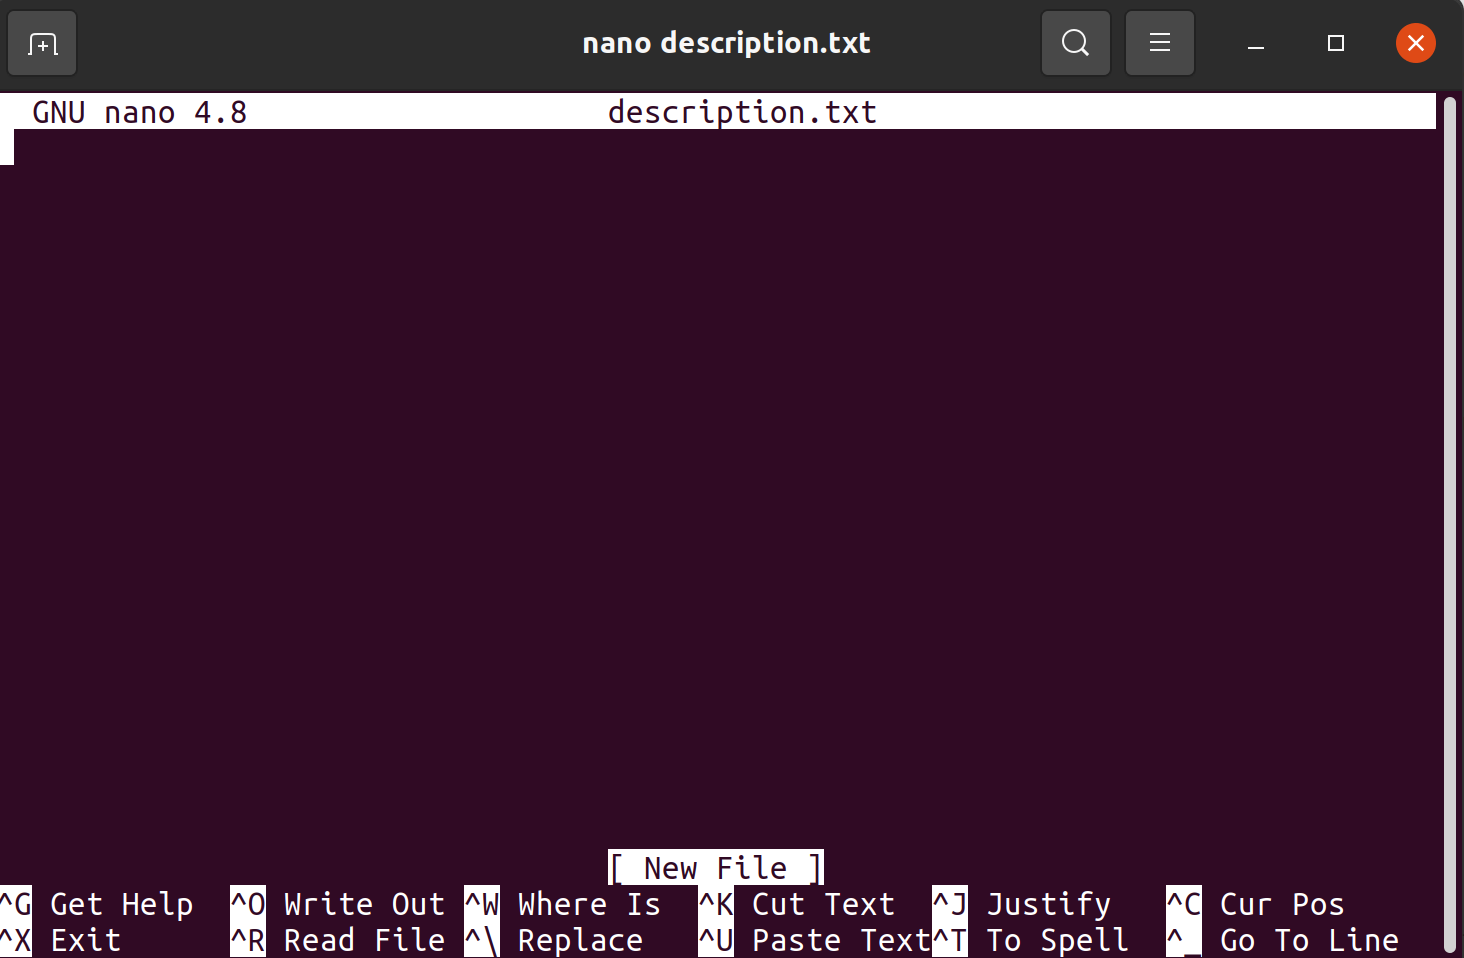 nano description.txt
GNU nano 4.8 description.txt
[ New File ]
^G Get Help ^O Write Out ^W Where Is ^K Cut Text ^J Justify ^C Cur Pos
^X Exit ^R Read File ^\ Replace ^U Paste Text ^T To Spell ^_ Go To Line